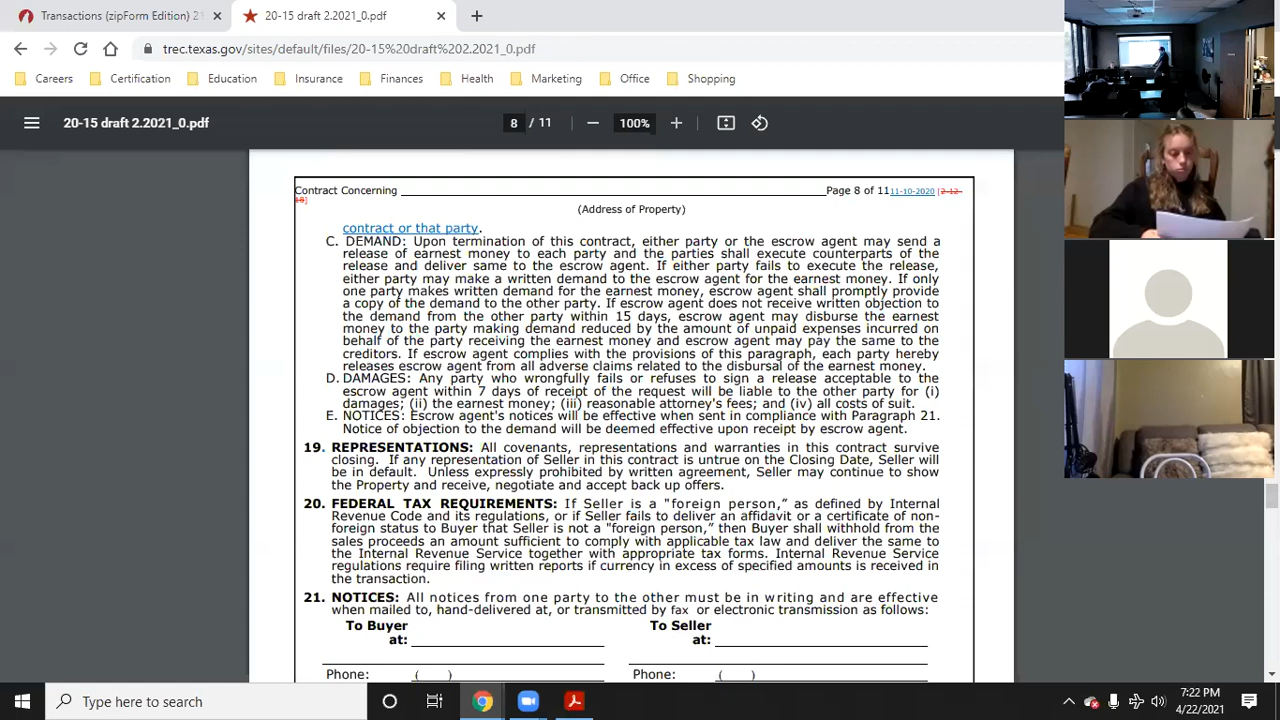 Transactions (zipForm Edition) 21
20-15 draft 2.2021_0.pdf
trec.texas.gov/sites/default/files/20-15%20draft%202.2021_0.pdf
Careers Certification Education Insurance Finances Health Marketing Office Shopping
20-15 draft 2.2021_0.pdf 8 / 11 100%
Contract Concerning Page 8 of 11 11-10-2020 [2-12-
18]
(Address of Property)
contract or that party.
C. DEMAND: Upon termination of this contract, either party or the escrow agent may send a
release of earnest money to each party and the parties shall execute counterparts of the
release and deliver same to the escrow agent. If either party fails to execute the release,
either party may make a written demand to the escrow agent for the earnest money. If only
one party makes written demand for the earnest money, escrow agent shall promptly provide
a copy of the demand to the other party. If escrow agent does not receive written objection to
the demand from the other party within 15 days, escrow agent may disburse the earnest
money to the party making demand reduced by the amount of unpaid expenses incurred on
behalf of the party receiving the earnest money and escrow agent may pay the same to the
creditors. If escrow agent complies with the provisions of this paragraph, each party hereby
releases escrow agent from all adverse claims related to the disbursal of the earnest money.
D. DAMAGES: Any party who wrongfully fails or refuses to sign a release acceptable to the
escrow agent within 7 days of receipt of the request will be liable to the other party for (i)
damages; (ii) the earnest money; (iii) reasonable attorney's fees; and (iv) all costs of suit.
E. NOTICES: Escrow agent's notices will be effective when sent in compliance with Paragraph 21.
Notice of objection to the demand will be deemed effective upon receipt by escrow agent.
19. REPRESENTATIONS: All covenants, representations and warranties in this contract survive
closing. If any representation of Seller in this contract is untrue on the Closing Date, Seller will
be in default. Unless expressly prohibited by written agreement, Seller may continue to show
the Property and receive, negotiate and accept back up offers.
20. FEDERAL TAX REQUIREMENTS: If Seller is a "foreign person," as defined by Internal
Revenue Code and its regulations, or if Seller fails to deliver an affidavit or a certificate of non-
foreign status to Buyer that Seller is not a "foreign person," then Buyer shall withhold from the
sales proceeds an amount sufficient to comply with applicable tax law and deliver the same to
the Internal Revenue Service together with appropriate tax forms. Internal Revenue Service
regulations require filing written reports if currency in excess of specified amounts is received in
the transaction.
21. NOTICES: All notices from one party to the other must be in writing and are effective
when mailed to, hand-delivered at, or transmitted by fax or electronic transmission as follows:
To Buyer To Seller
at: at:
Phone: ( ) ( )
Type here to search
7:22 PM
4/22/2021